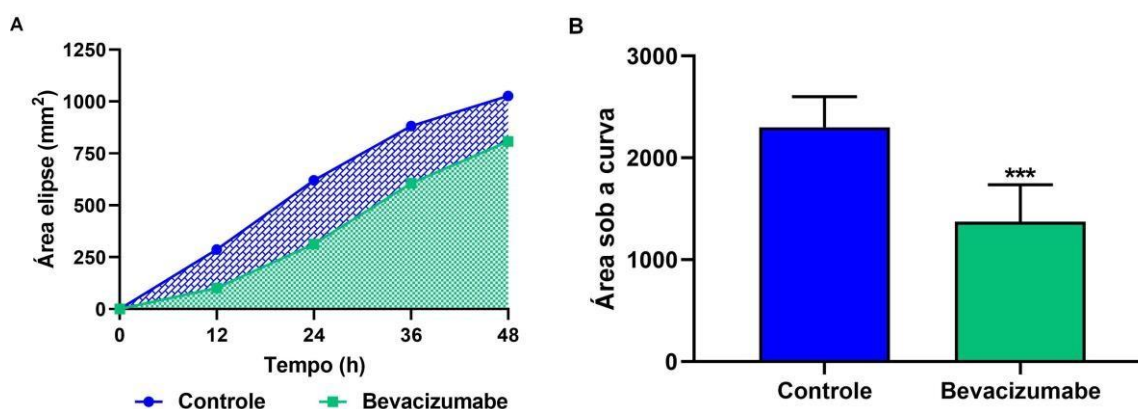 A
Área elipse (mm²)
1250
1000
750
500
250
0
0 12 24 36 48
Tempo (h)
Controle Bevacizumabe
B
Área sob a curva
3000
2000
1000
0
***
Controle Bevacizumabe